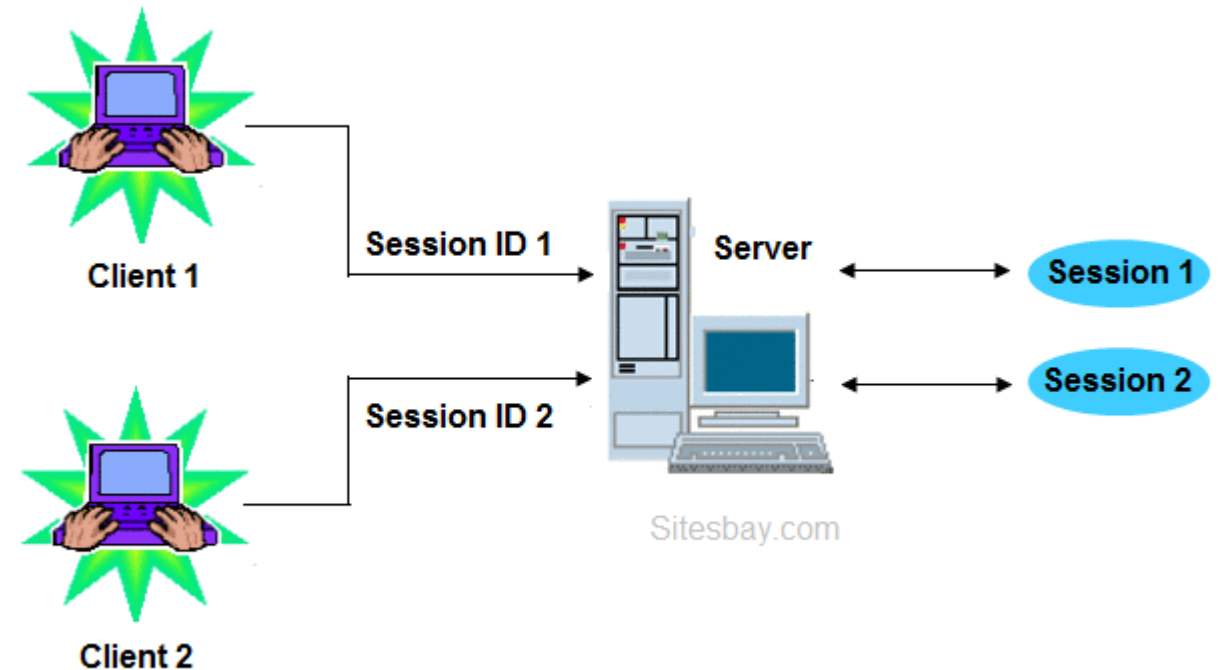 Client 1
Session ID 1
Server
Session 1
Session 2
Session ID 2
Sitesbay.com
Client 2